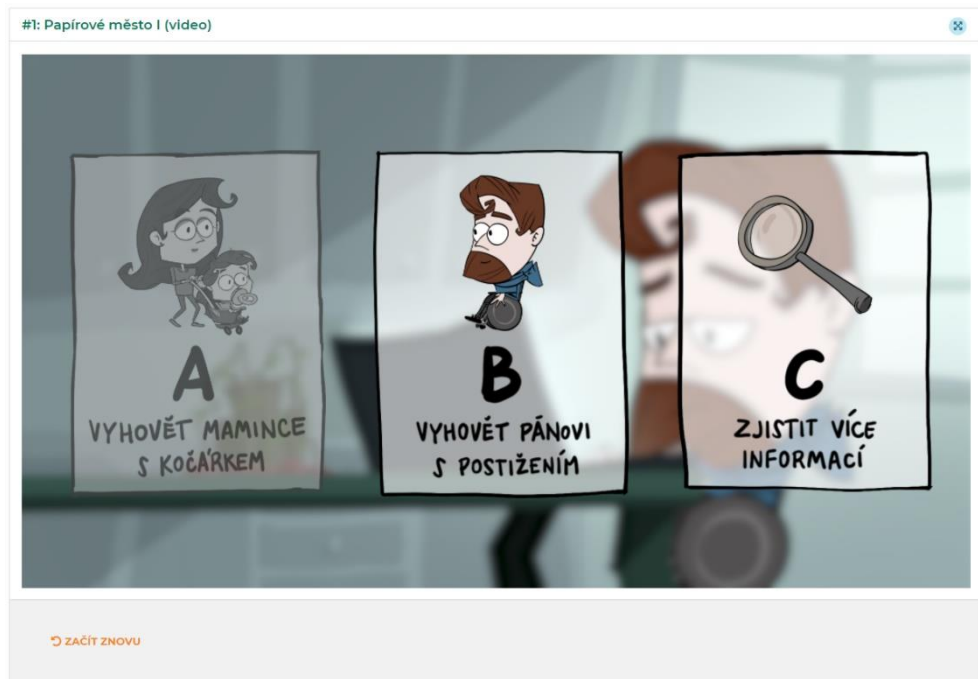 #1: Papírové město I (video)
A
VYHOVĚT MAMINCE
S KOČÁRKEM
B
VYHOVĚT PÁNOVI
S POSTIŽENÍM
C
ZJISTIT VÍCE
INFORMACÍ
ZAČÍT ZNOVU